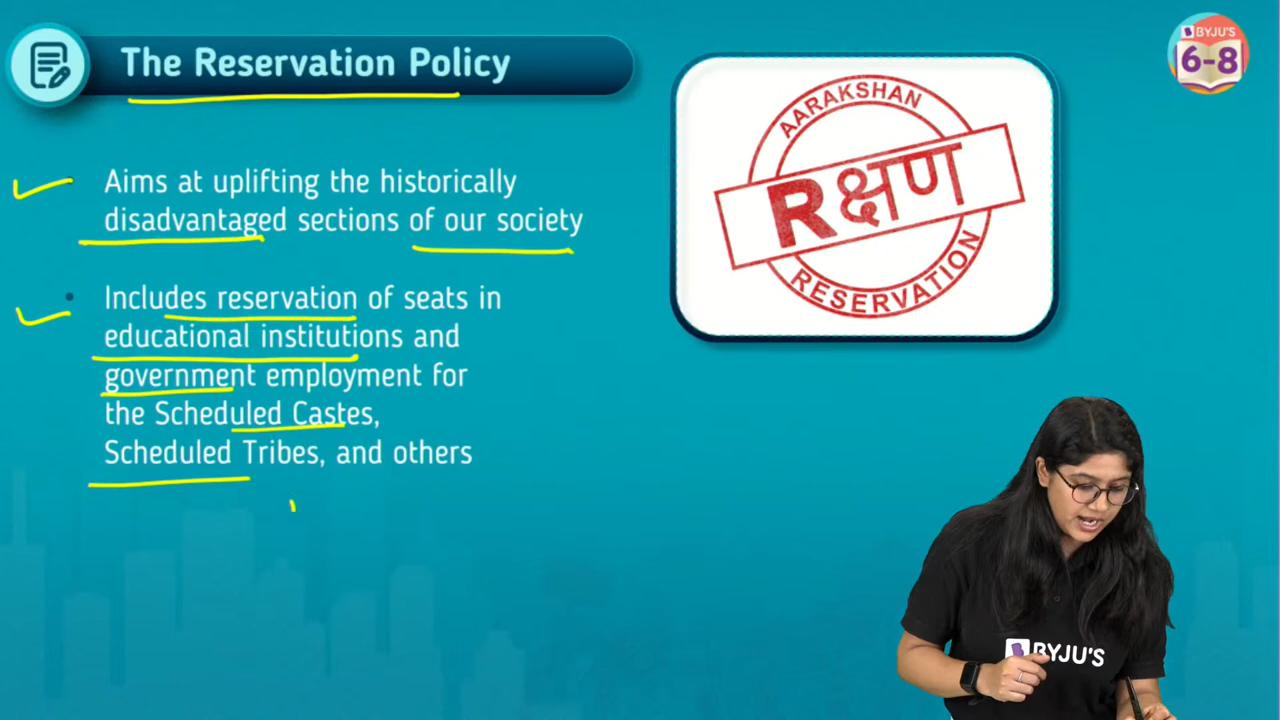 The Reservation Policy
BYJU'S
6-8
Aims at uplifting the historically
disadvantaged sections of our society
Includes reservation of seats in
educational institutions and
government employment for
the Scheduled Castes,
Scheduled Tribes, and others
AARAKSHAN
Rक्षण
RESERVATION
BYJU'S